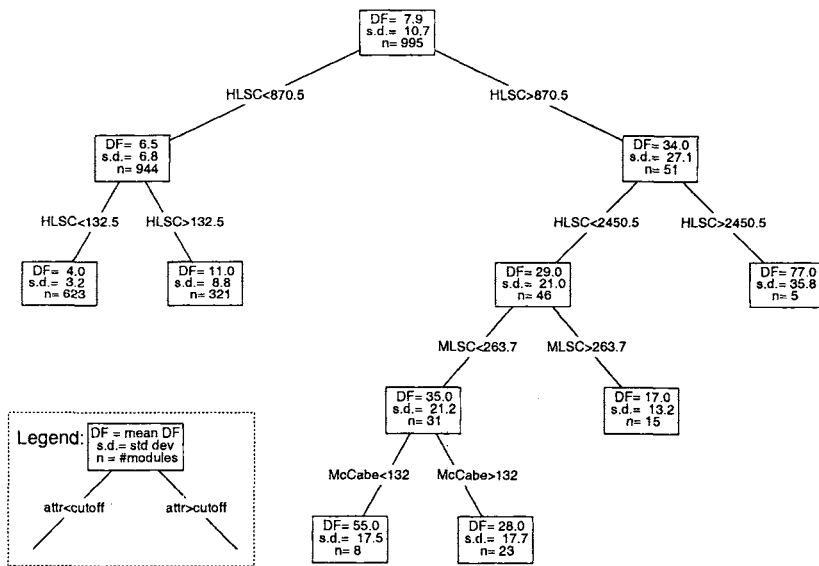 DF= 7.9
s.d.= 10.7
n= 995
HLSC<870.5
HLSC>870.5
DF= 6.5
s.d.= 6.8
n= 944
DF= 34.0
s.d.= 27.1
n= 51
HLSC<132.5
HLSC>132.5
HLSC<2450.5
HLSC>2450.5
DF= 4.0
s.d.= 3.2
n= 623
DF= 11.0
s.d.= 8.8
n= 321
DF= 29.0
s.d.= 21.0
n= 46
DF= 77.0
s.d.= 35.8
n= 5
MLSC<263.7
MLSC>263.7
DF= 35.0
s.d.= 21.2
n= 31
DF= 17.0
s.d.= 13.2
n= 15
McCabe<132
McCabe>132
DF= 55.0
s.d.= 17.5
n= 8
DF= 28.0
s.d.= 17.7
n= 23
Legend:
DF = mean DF
s.d.= std dev
n = #modules
attr<cutoff
attr>cutoff